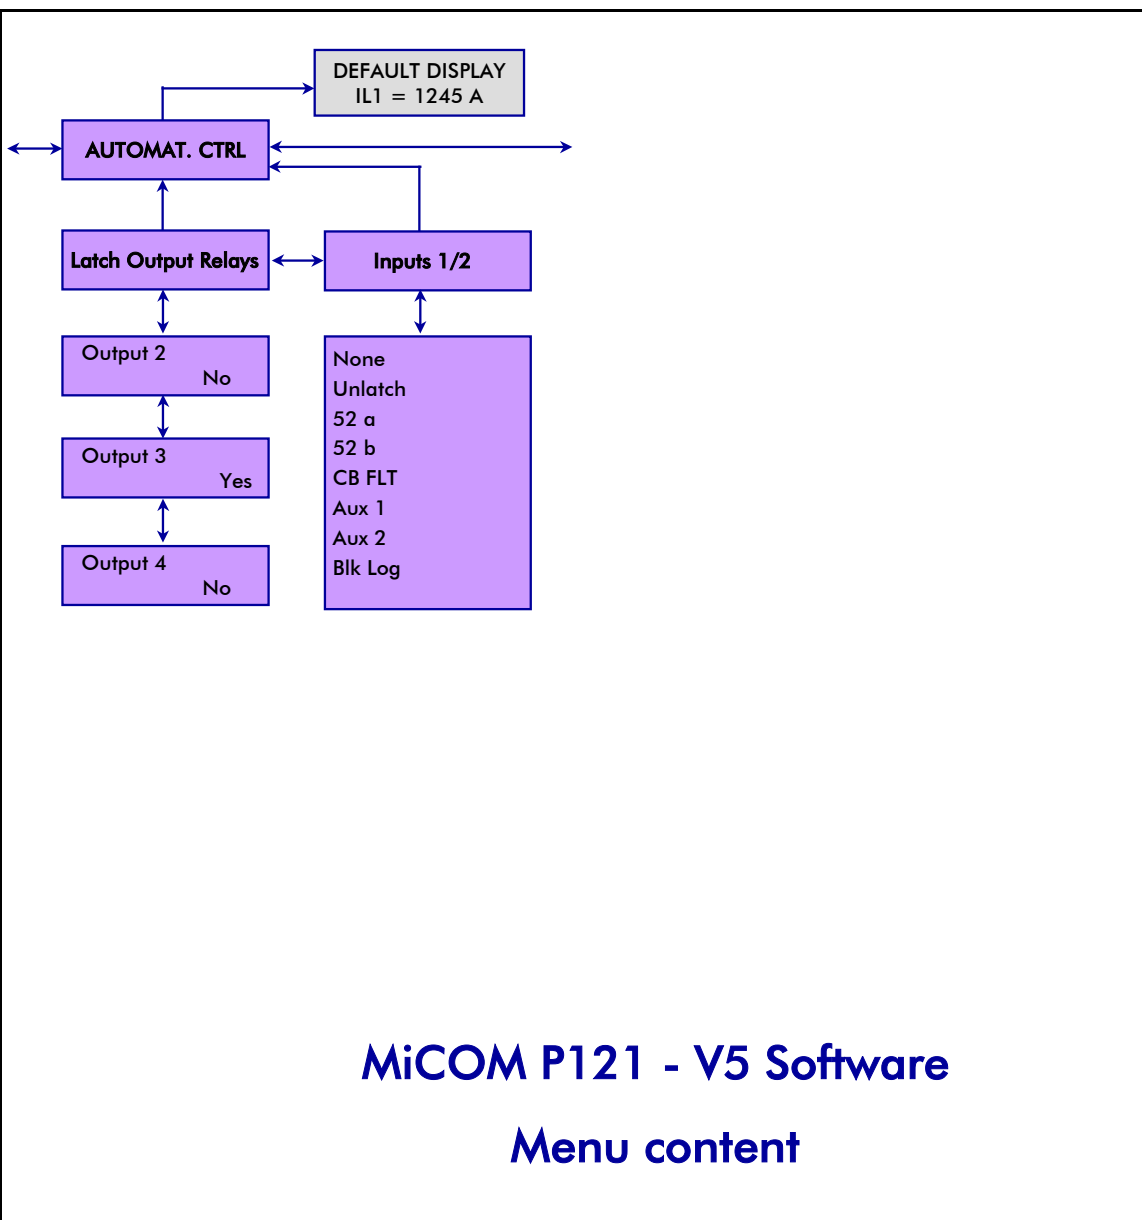 DEFAULT DISPLAY
IL1 = 1245 A
AUTOMAT. CTRL
Latch Output Relays
Inputs 1/2
Output 2
No
Output 3
Yes
Output 4
No
None
Unlatch
52 a
52 b
CB FLT
Aux 1
Aux 2
Blk Log
MiCOM P121 - V5 Software
Menu content